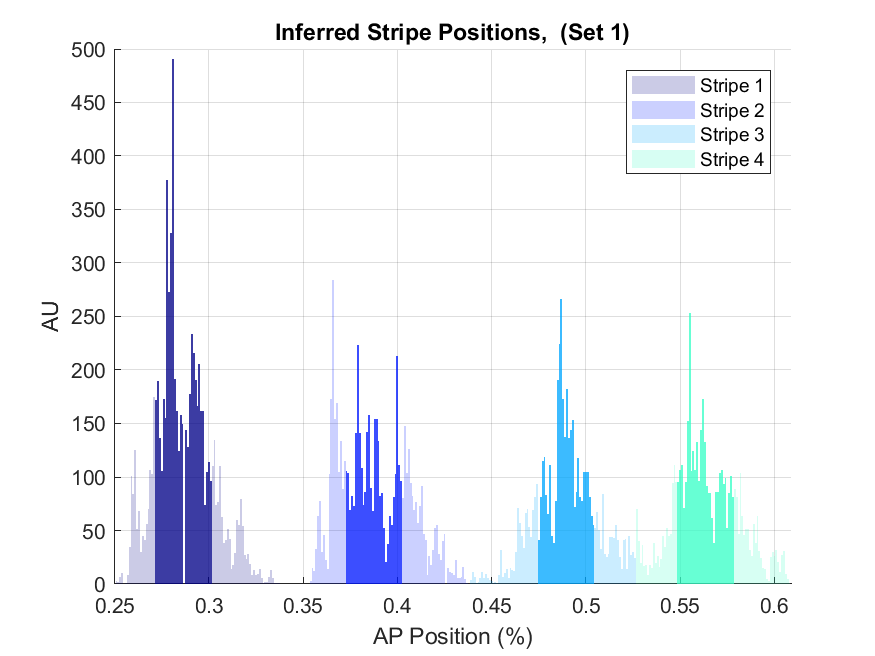 Inferred Stripe Positions,  (Set 1)
500
450
400
350
300
250
200
150
100
50
0
AU
Stripe 1
Stripe 2
Stripe 3
Stripe 4
0.25 0.3 0.35 0.4 0.45 0.5 0.55 0.6
AP Position (%)